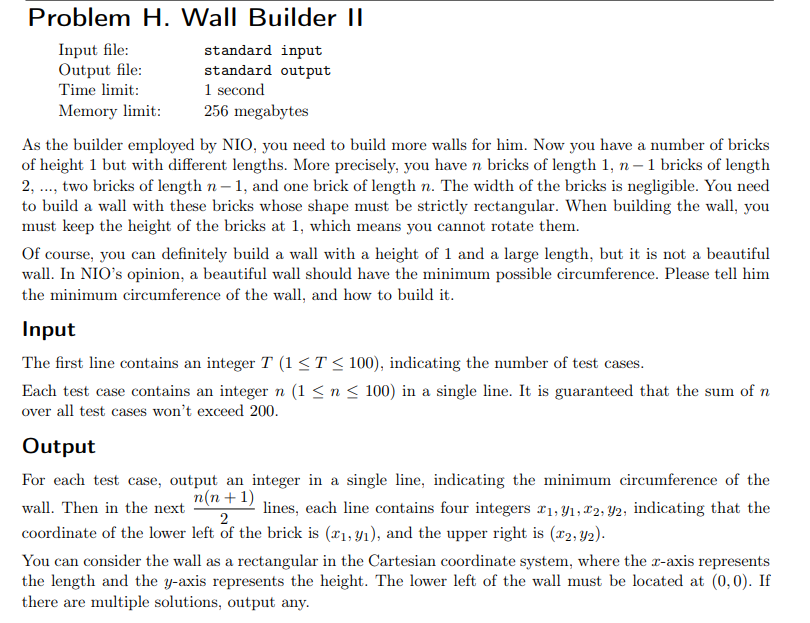 Problem H. Wall Builder II
Input file: standard input
Output file: standard output
Time limit: 1 second
Memory limit: 256 megabytes
As the builder employed by NIO, you need to build more walls for him. Now you have a number of bricks
of height 1 but with different lengths. More precisely, you have n bricks of length 1, n − 1 bricks of length
2, ..., two bricks of length n − 1, and one brick of length n. The width of the bricks is negligible. You need
to build a wall with these bricks whose shape must be strictly rectangular. When building the wall, you
must keep the height of the bricks at 1, which means you cannot rotate them.
Of course, you can definitely build a wall with a height of 1 and a large length, but it is not a beautiful
wall. In NIO's opinion, a beautiful wall should have the minimum possible circumference. Please tell him
the minimum circumference of the wall, and how to build it.
Input
The first line contains an integer T (1 ≤ T ≤ 100), indicating the number of test cases.
Each test case contains an integer n (1 ≤ n ≤ 100) in a single line. It is guaranteed that the sum of n
over all test cases won't exceed 200.
Output
For each test case, output an integer in a single line, indicating the minimum circumference of the
wall. Then in the next n(n + 1)/2 lines, each line contains four integers x₁, y₁, x₂, y₂, indicating that the
coordinate of the lower left of the brick is (x₁, y₁), and the upper right is (x₂, y₂).
You can consider the wall as a rectangular in the Cartesian coordinate system, where the x-axis represents
the length and the y-axis represents the height. The lower left of the wall must be located at (0, 0). If
there are multiple solutions, output any.